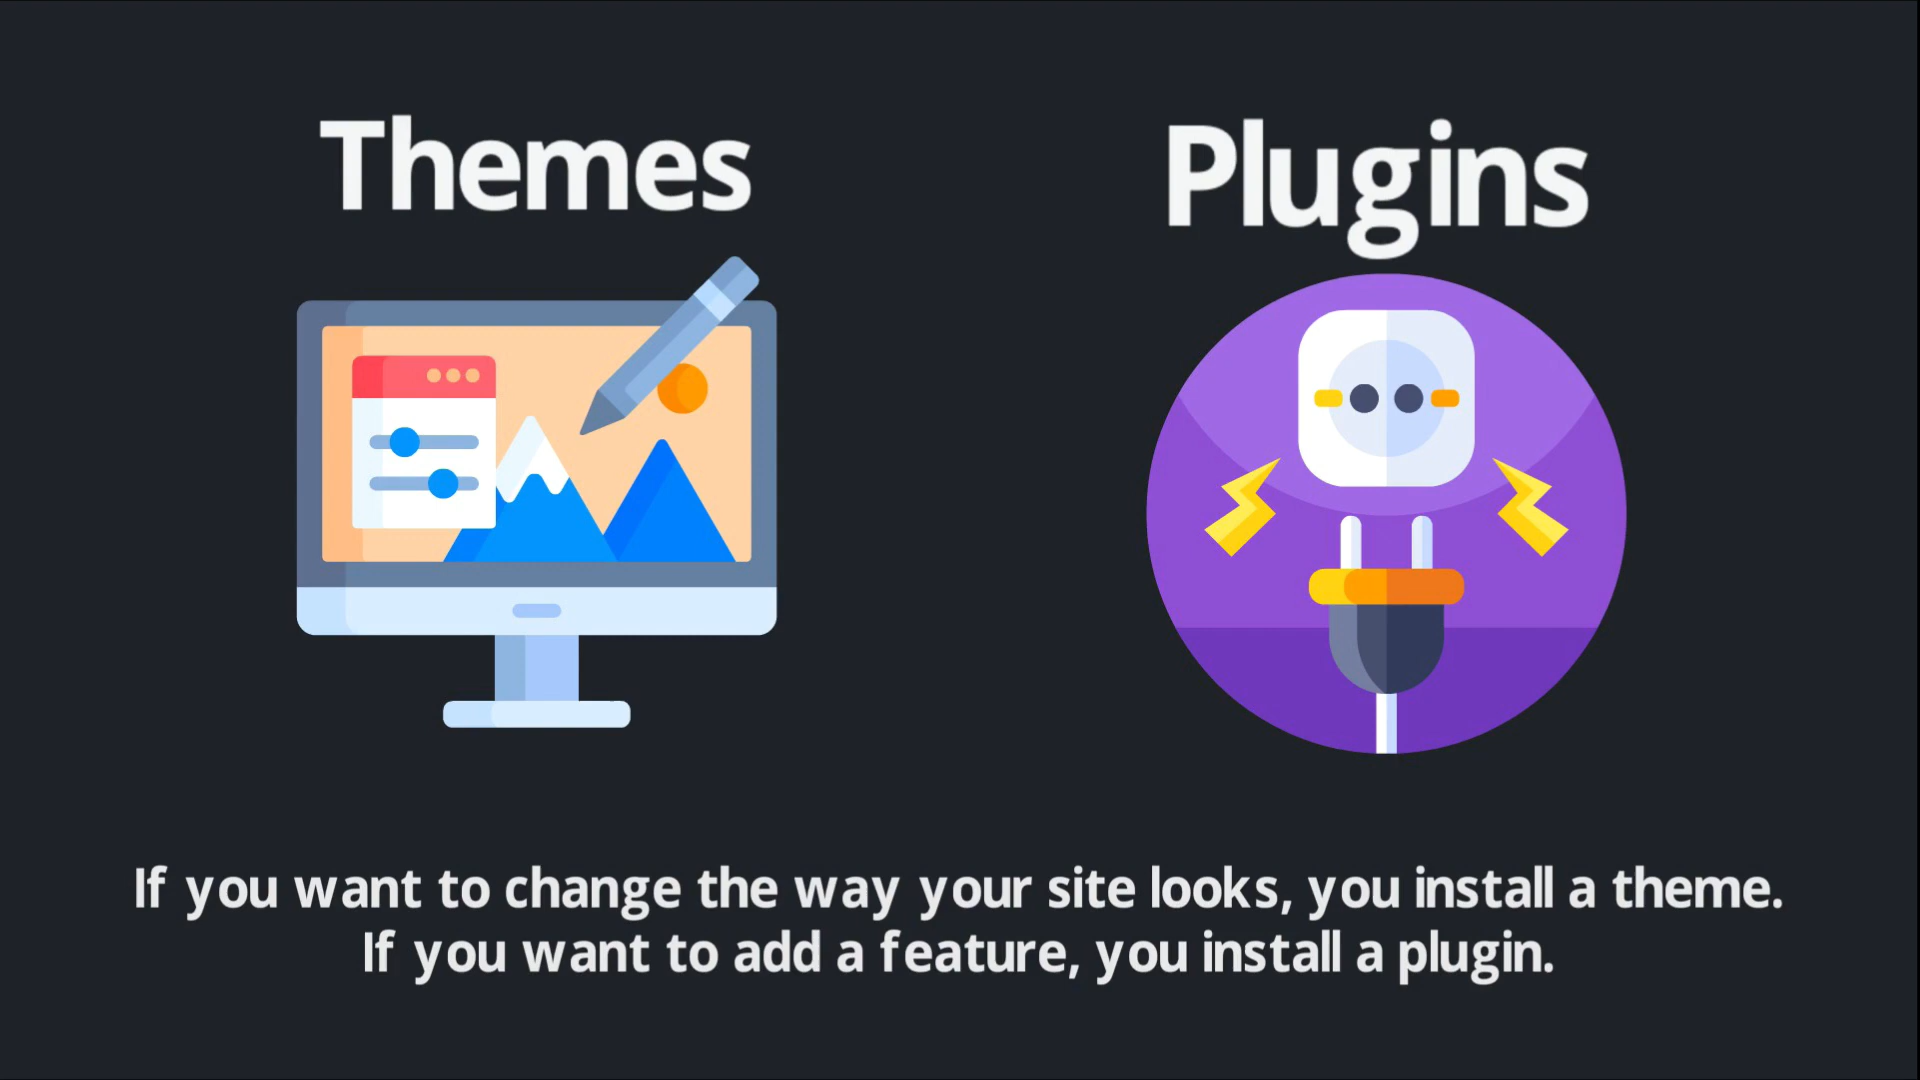 Themes
Plugins
If you want to change the way your site looks, you install a theme.
If you want to add a feature, you install a plugin.